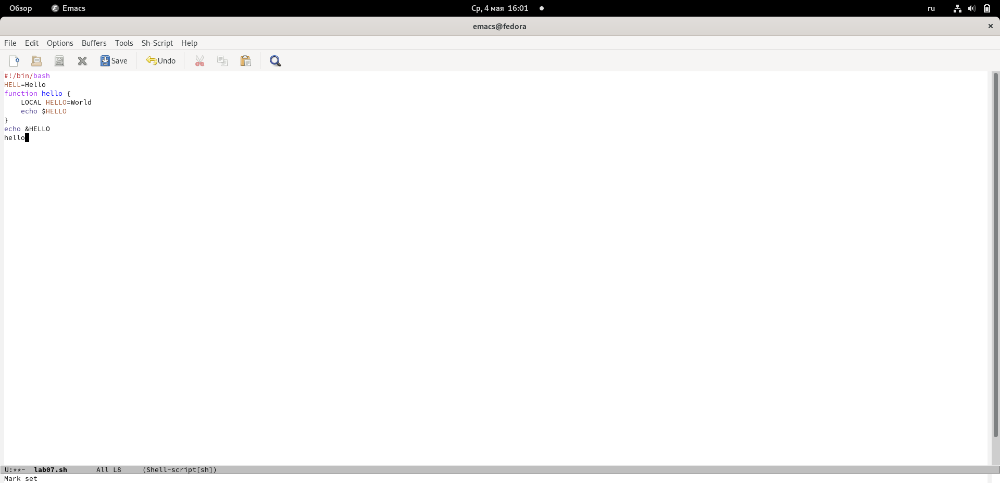 Обзор Emacs Ср, 4 мая 16:01 ru
emacs@fedora
File Edit Options Buffers Tools Sh-Script Help
Save Undo
#!/bin/bash
HELL=Hello
function hello {
    LOCAL HELLO=World
    echo $HELLO
}
echo &HELLO
hello
U:**- lab07.sh All L8 (Shell-script[sh])
Mark set